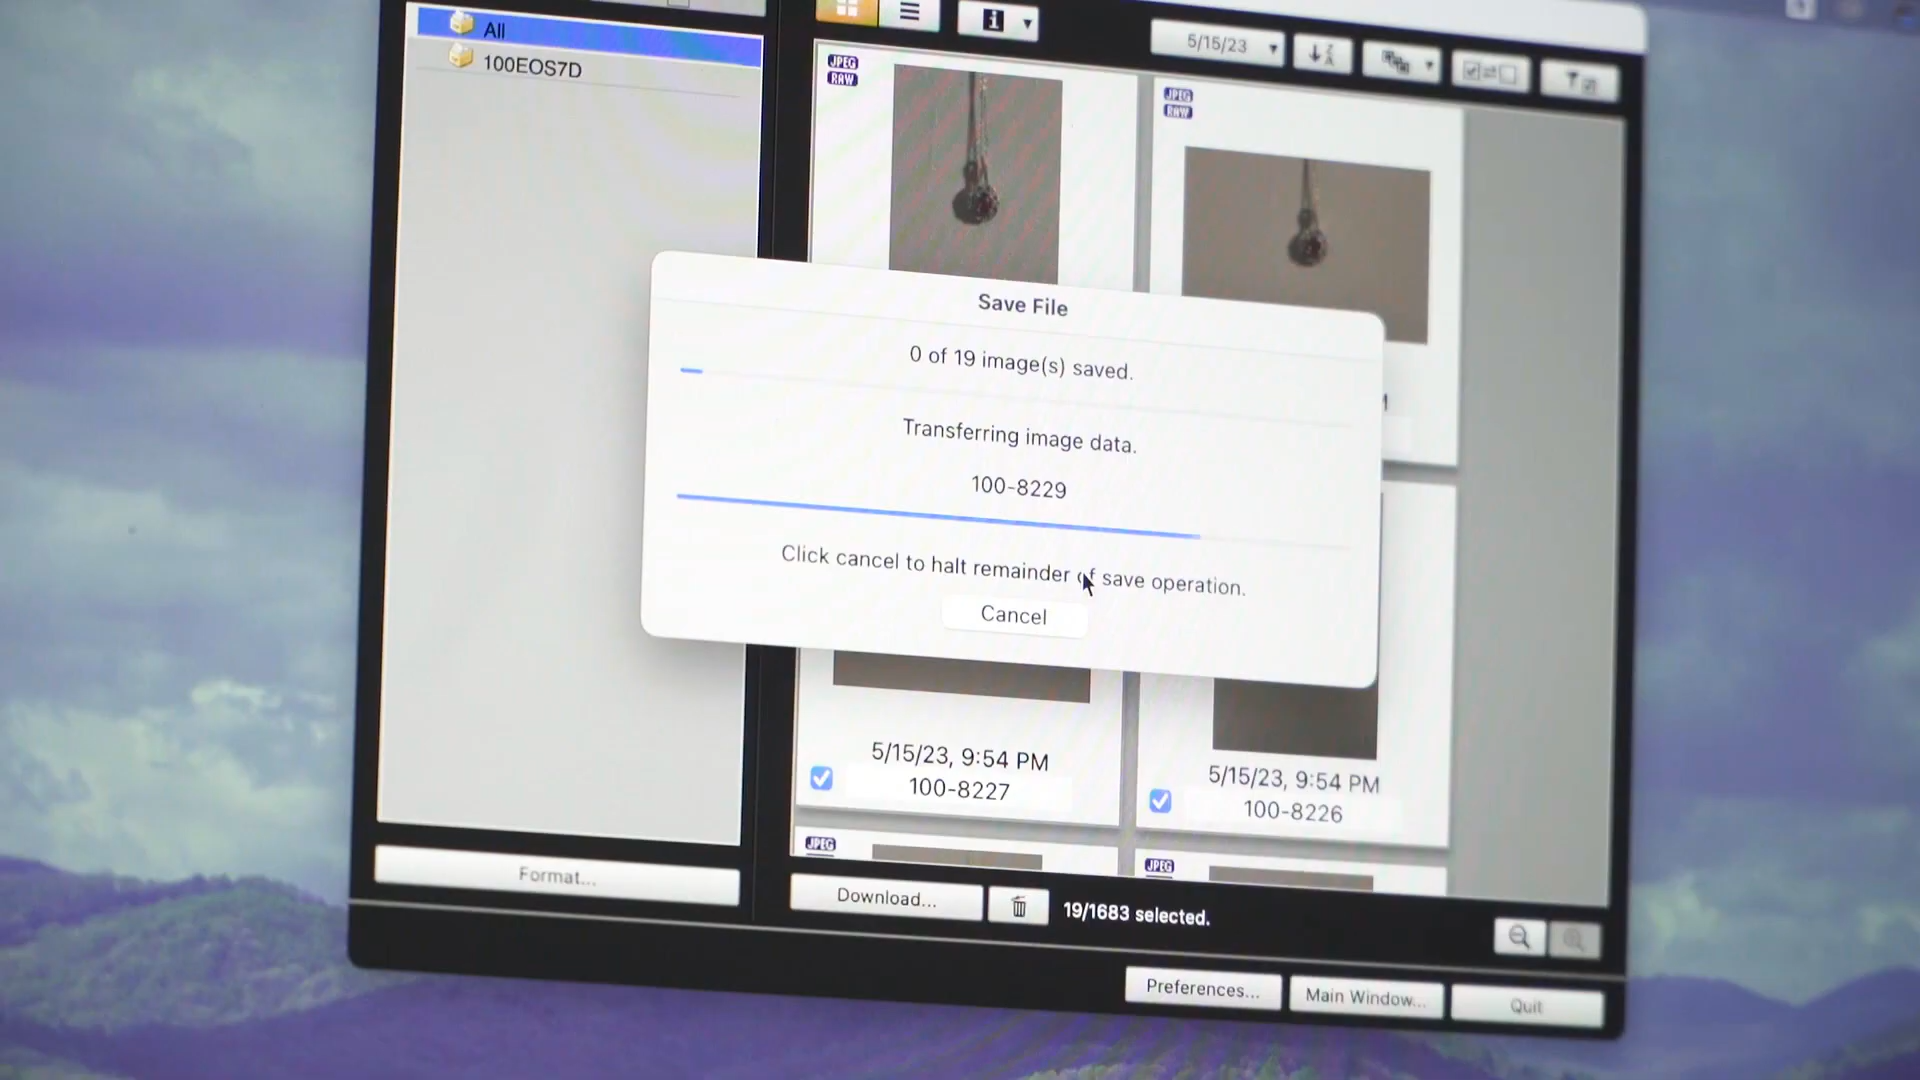 All
100EOS7D
5/15/23
JPEG
RAW
JPEG
RAW
Save File
0 of 19 image(s) saved.
Transferring image data.
100-8229
Click cancel to halt remainder of save operation.
Cancel
5/15/23, 9:54 PM
100-8227
5/15/23, 9:54 PM
100-8226
JPEG
JPEG
Format...
Download...
19/1683 selected.
Preferences...
Main Window...
Quit